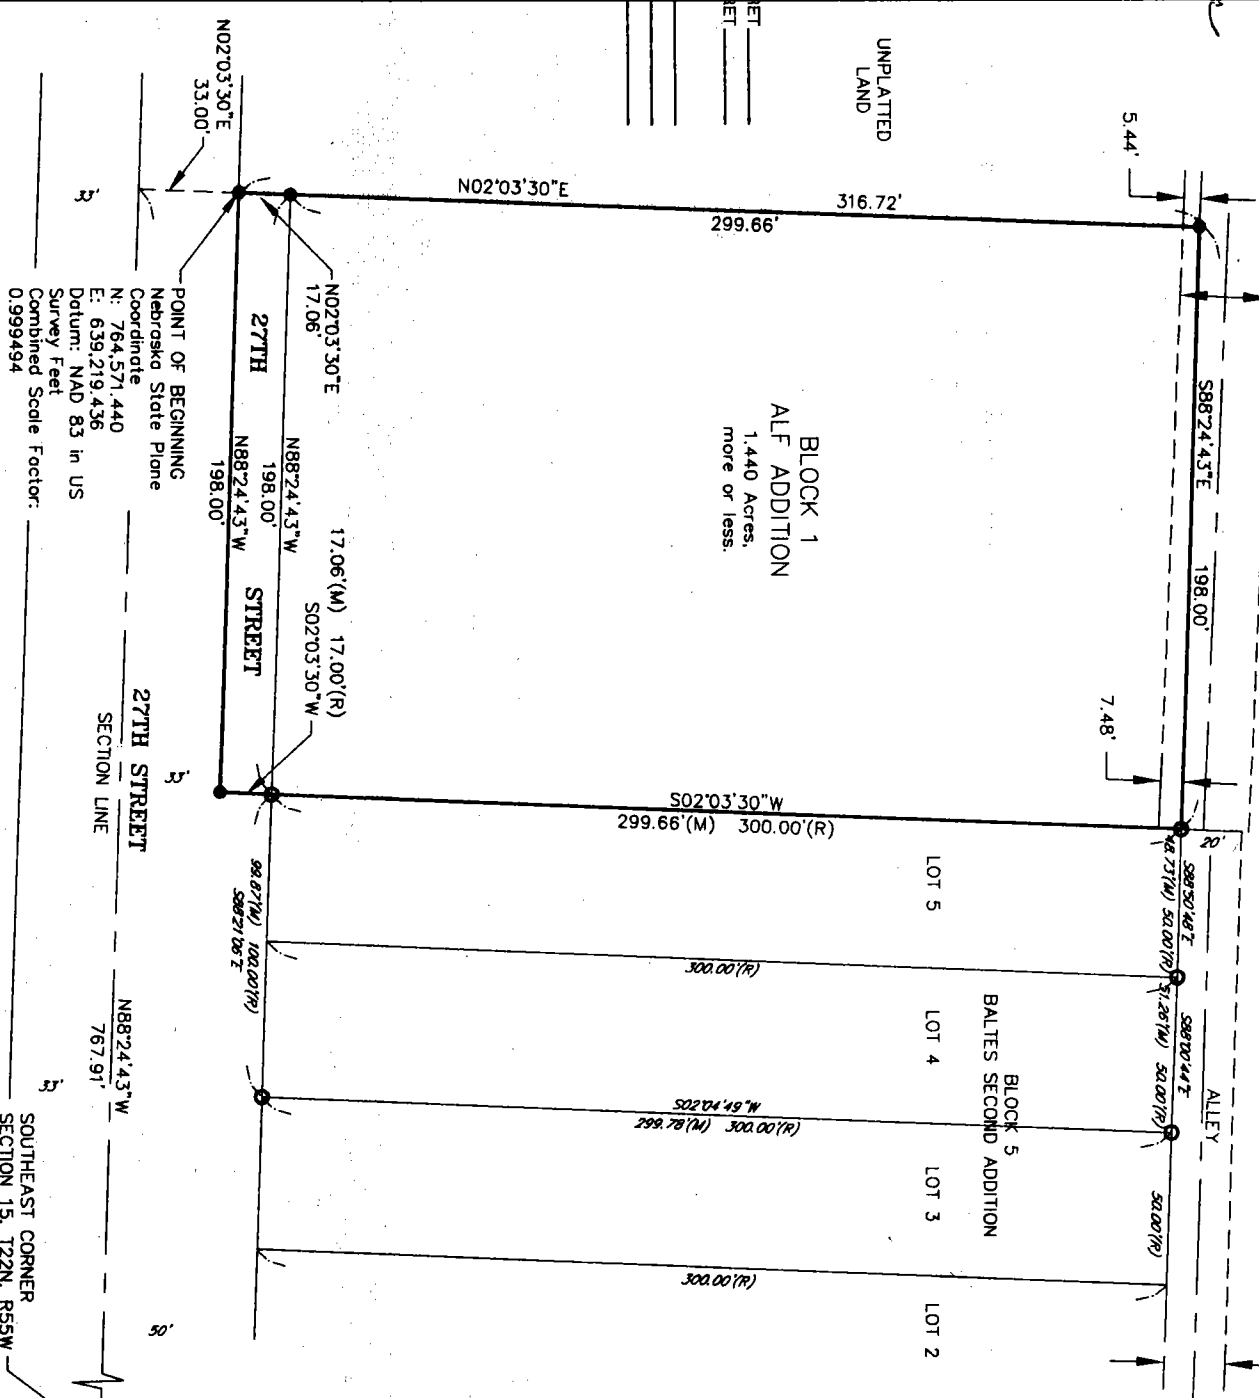 UNPLATTED
LAND
RET
RET
5.44'
N02°03'30"E
33.00'
33'
N02°03'30"E
316.72'
299.66'
N02°03'30"E
17.06'
S88°24'43"E
198.00'
BLOCK 1
ALF ADDITION
1.440 Acres,
more or less.
27TH STREET
N88°24'43"W
198.00'
N88°24'43"W
198.00'
POINT OF BEGINNING
Nebraska State Plane
Coordinate
N: 764,571.440
E: 639,219.436
Datum: NAD 83 in US
Survey Feet
Combined Scale Factor:
0.999494
17.06'(M) 17.00'(R)
S02°03'30"W
7.48'
S02°03'30"W
299.66'(M) 300.00'(R)
20'
27TH STREET
SECTION LINE
33'
LOT 5
S88°50'48"E
48.73'(M) 50.00'(R)
99.87'(M) 100.00'(R)
S88°21'06"E
300.00'(R)
S88°00'44"E
51.26'(M) 50.00'(R)
ALLEY
BLOCK 5
BALTES SECOND ADDITION
LOT 4
S02°04'49"W
299.78'(M) 300.00'(R)
N88°24'43"W
767.91'
33'
LOT 3
50.00'(R)
300.00'(R)
LOT 2
50'
SOUTHEAST CORNER
SECTION 15, T22N, R55W